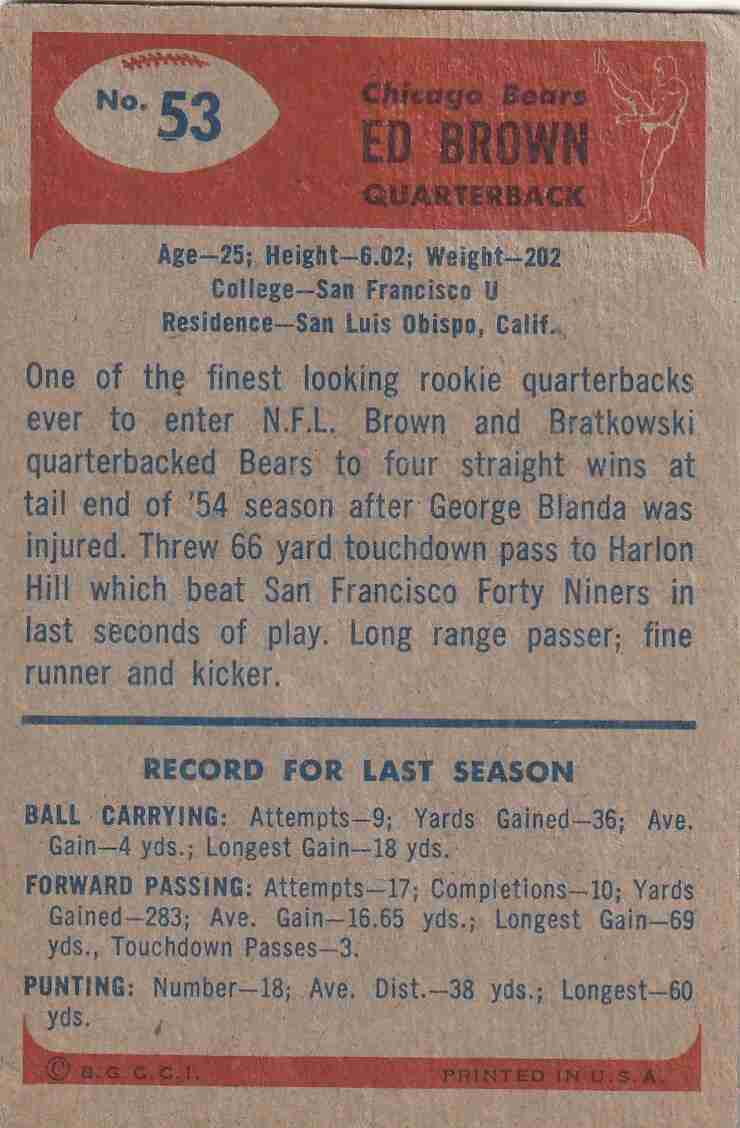 No. 53
Chicago Bears
ED BROWN
QUARTERBACK
Age—25; Height—6.02; Weight—202
College—San Francisco U
Residence—San Luis Obispo, Calif.
One of the finest looking rookie quarterbacks
ever to enter N.F.L. Brown and Bratkowski
quarterbacked Bears to four straight wins at
tail end of '54 season after George Blanda was
injured. Threw 66 yard touchdown pass to Harlon
Hill which beat San Francisco Forty Niners in
last seconds of play. Long range passer; fine
runner and kicker.
RECORD FOR LAST SEASON
BALL CARRYING: Attempts—9; Yards Gained—36; Ave.
Gain—4 yds.; Longest Gain—18 yds.
FORWARD PASSING: Attempts—17; Completions—10; Yards
Gained—283; Ave. Gain—16.65 yds.; Longest Gain—69
yds., Touchdown Passes—3.
PUNTING: Number—18; Ave. Dist.—38 yds.; Longest—60
yds.
© B.G.C.C.I. PRINTED IN U.S.A.